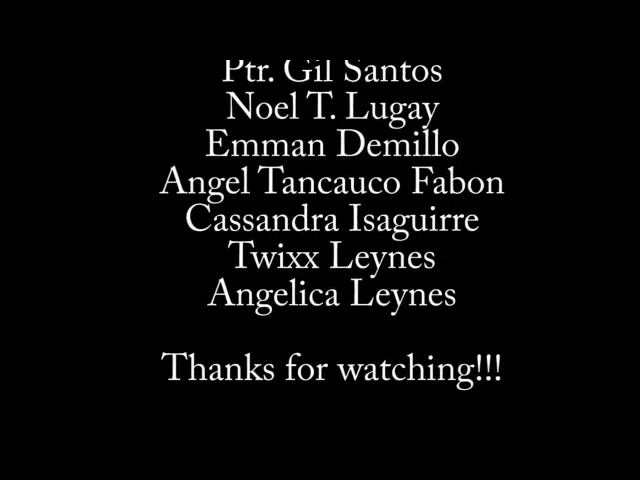 Ptr. Gil Santos
Noel T. Lugay
Emman Demillo
Angel Tancauco Fabon
Cassandra Isaguirre
Twixx Leynes
Angelica Leynes
Thanks for watching!!!